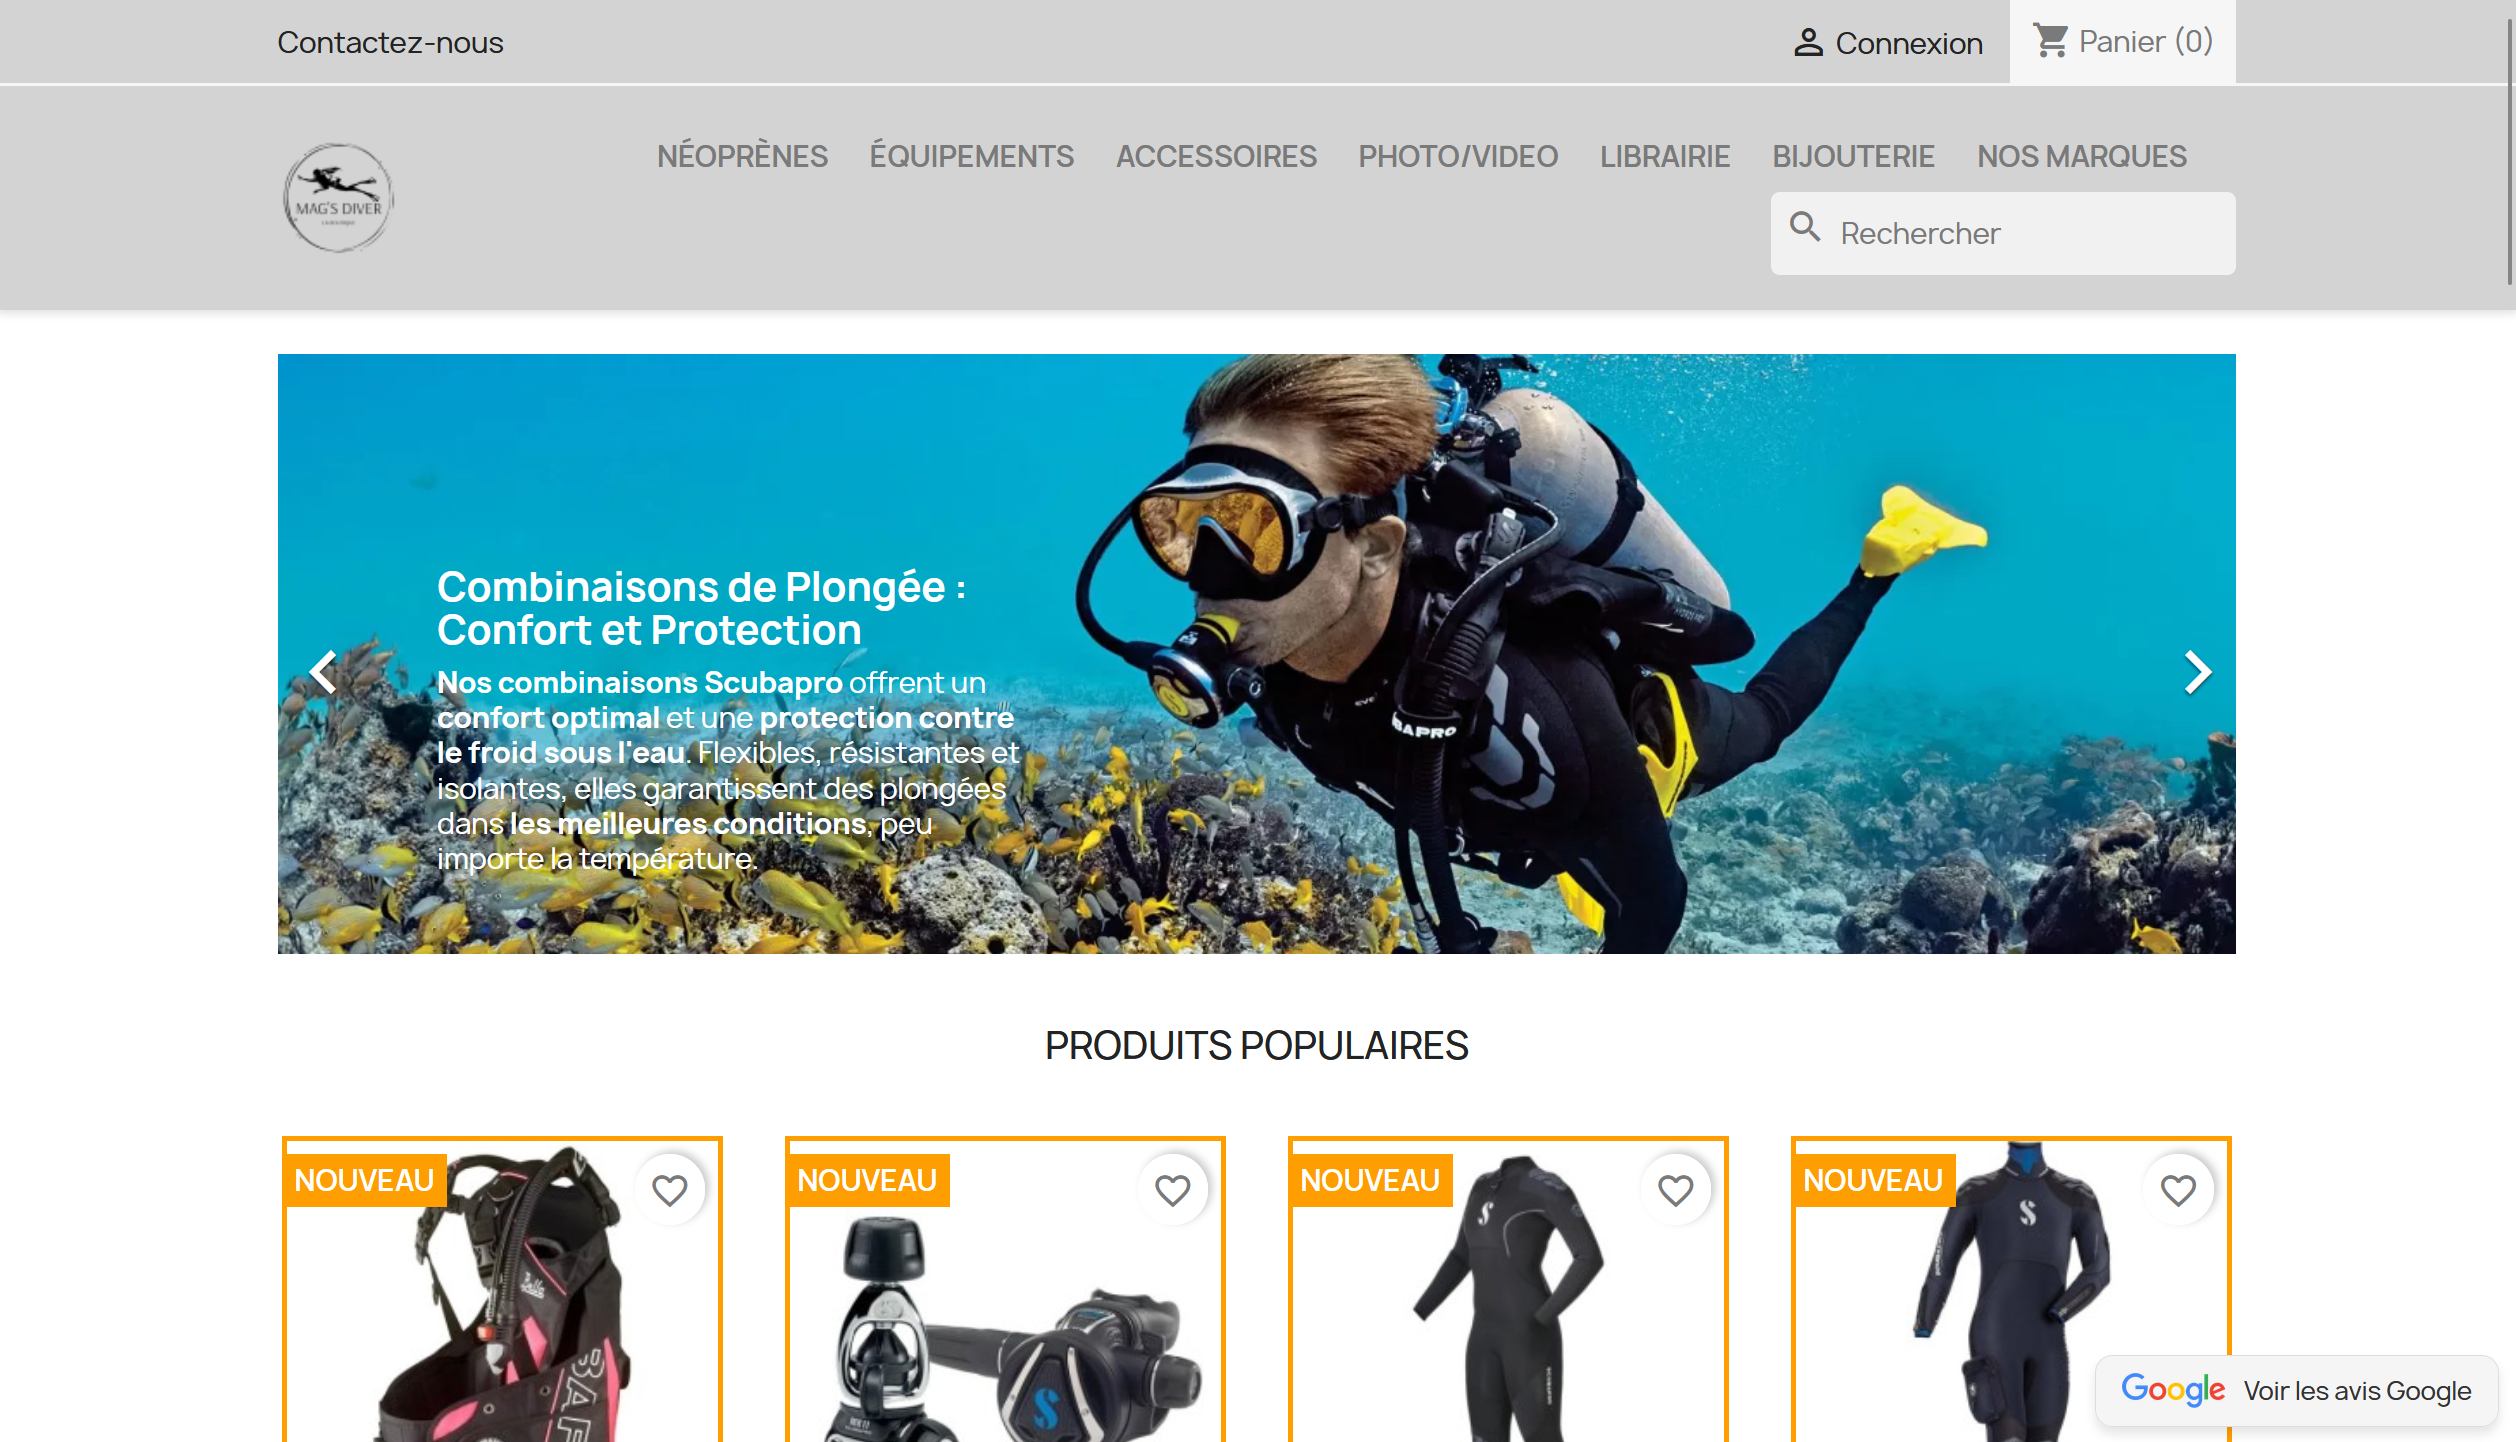 Contactez-nous
Connexion
Panier (0)
MAG'S DIVER
NÉOPRÈNES
ÉQUIPEMENTS
ACCESSOIRES
PHOTO/VIDEO
LIBRAIRIE
BIJOUTERIE
NOS MARQUES
Rechercher
Combinaisons de Plongée :
Confort et Protection
Nos combinaisons Scubapro offrent un
confort optimal et une protection contre
le froid sous l'eau. Flexibles, résistantes et
isolantes, elles garantissent des plongées
dans les meilleures conditions, peu
importe la température.
PRODUITS POPULAIRES
NOUVEAU
NOUVEAU
NOUVEAU
NOUVEAU
Bella
Google Voir les avis Google